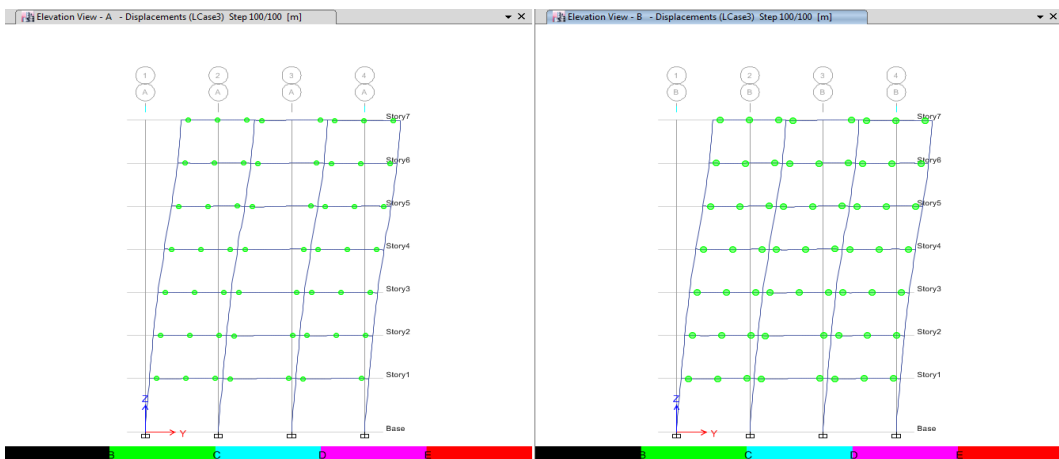 Elevation View - A - Displacements (LCase3) Step 100/100 [m]
1 2 3 4
A A A A
Story7
Story6
Story5
Story4
Story3
Story2
Story1
Z
Y
Base
B C D E
Elevation View - B - Displacements (LCase3) Step 100/100 [m]
1 2 3 4
B B B B
Story7
Story6
Story5
Story4
Story3
Story2
Story1
Z
Y
Base
B C D E